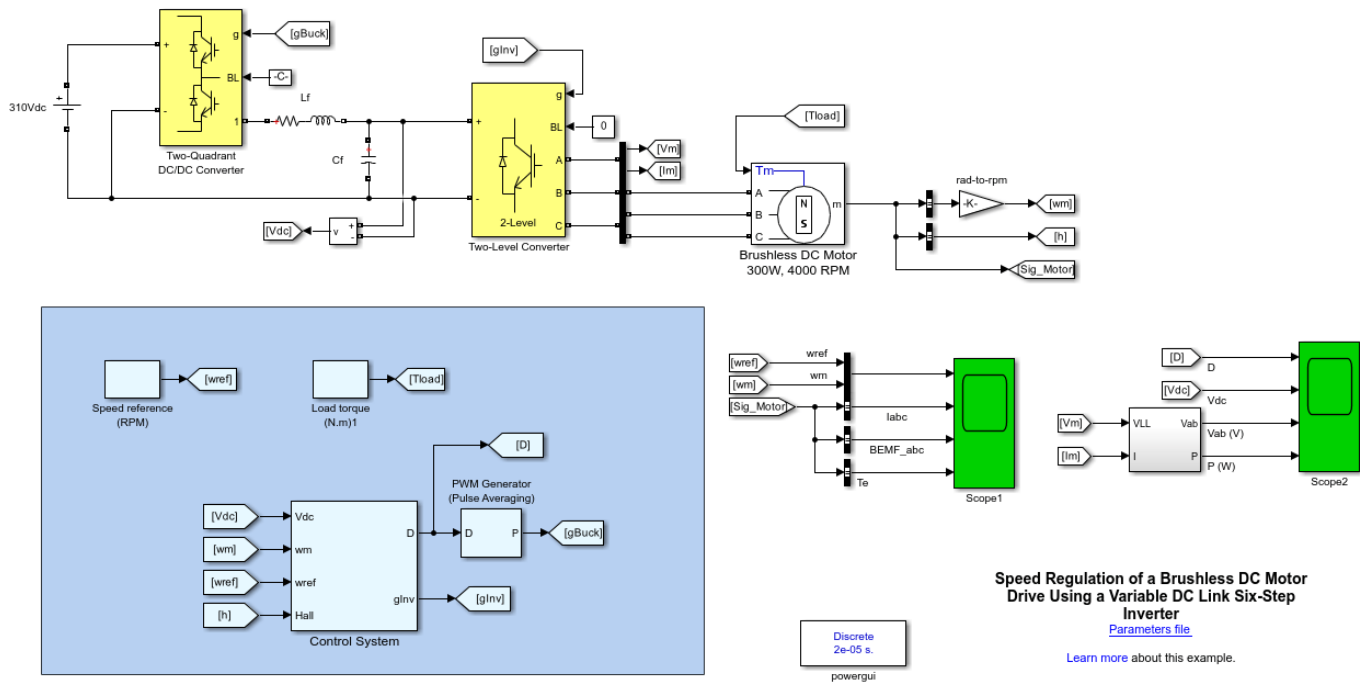 310Vdc
+
-
g
BL
1
[gBuck]
-C-
Two-Quadrant
DC/DC Converter
Lf
+
Cf
[Vdc]
v
+
-
[gInv]
g
+
BL
0
A
B
-
C
2-Level
Two-Level Converter
[Vm]
[Im]
[Tload]
Tm
A
B
C
N
S
m
Brushless DC Motor
300W, 4000 RPM
rad-to-rpm
-K-
[wm]
[h]
[Sig_Motor]
Speed reference
(RPM)
[wref]
Load torque
(N.m)1
[Tload]
[D]
PWM Generator
(Pulse Averaging)
D
P
[gBuck]
[Vdc]
[wm]
[wref]
[h]
Vdc
wm
wref
Hall
D
gInv
[gInv]
Control System
[wref]
[wm]
[Sig_Motor]
wref
wm
Iabc
BEMF_abc
Te
Scope1
[D]
D
[Vdc]
Vdc
[Vm]
[Im]
VLL
I
Vab
P
Vab (V)
P (W)
Scope2
Discrete
2e-05 s.
powergui
Speed Regulation of a Brushless DC Motor
Drive Using a Variable DC Link Six-Step
Inverter
Parameters file
Learn more about this example.